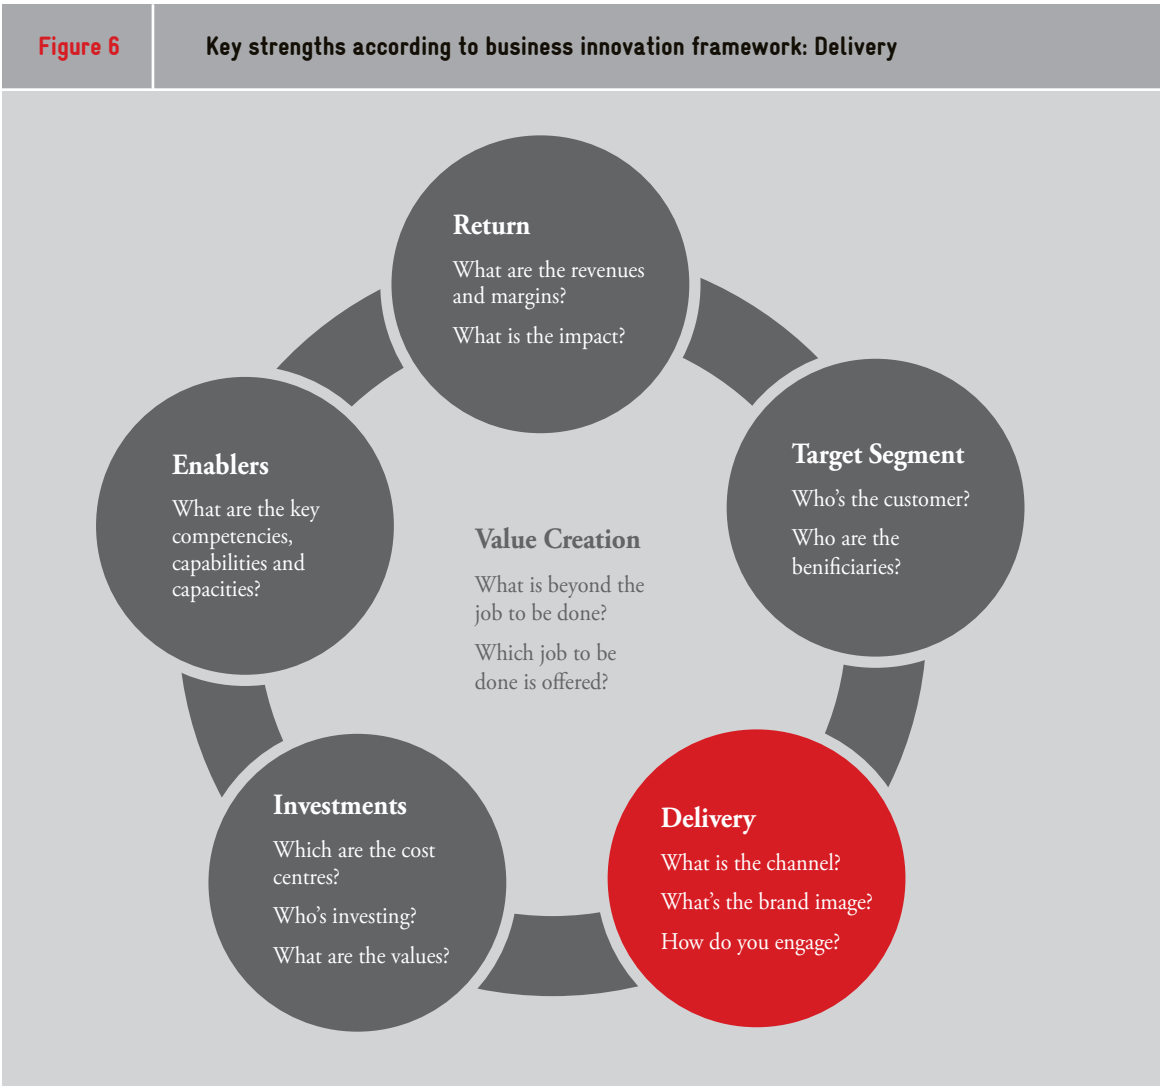 Figure 6
Key strengths according to business innovation framework: Delivery
Return
What are the revenues
and margins?
What is the impact?
Target Segment
Who's the customer?
Who are the
benificiaries?
Enablers
What are the key
competencies,
capabilities and
capacities?
Value Creation
What is beyond the
job to be done?
Which job to be
done is offered?
Investments
Which are the cost
centres?
Who's investing?
What are the values?
Delivery
What is the channel?
What's the brand image?
How do you engage?